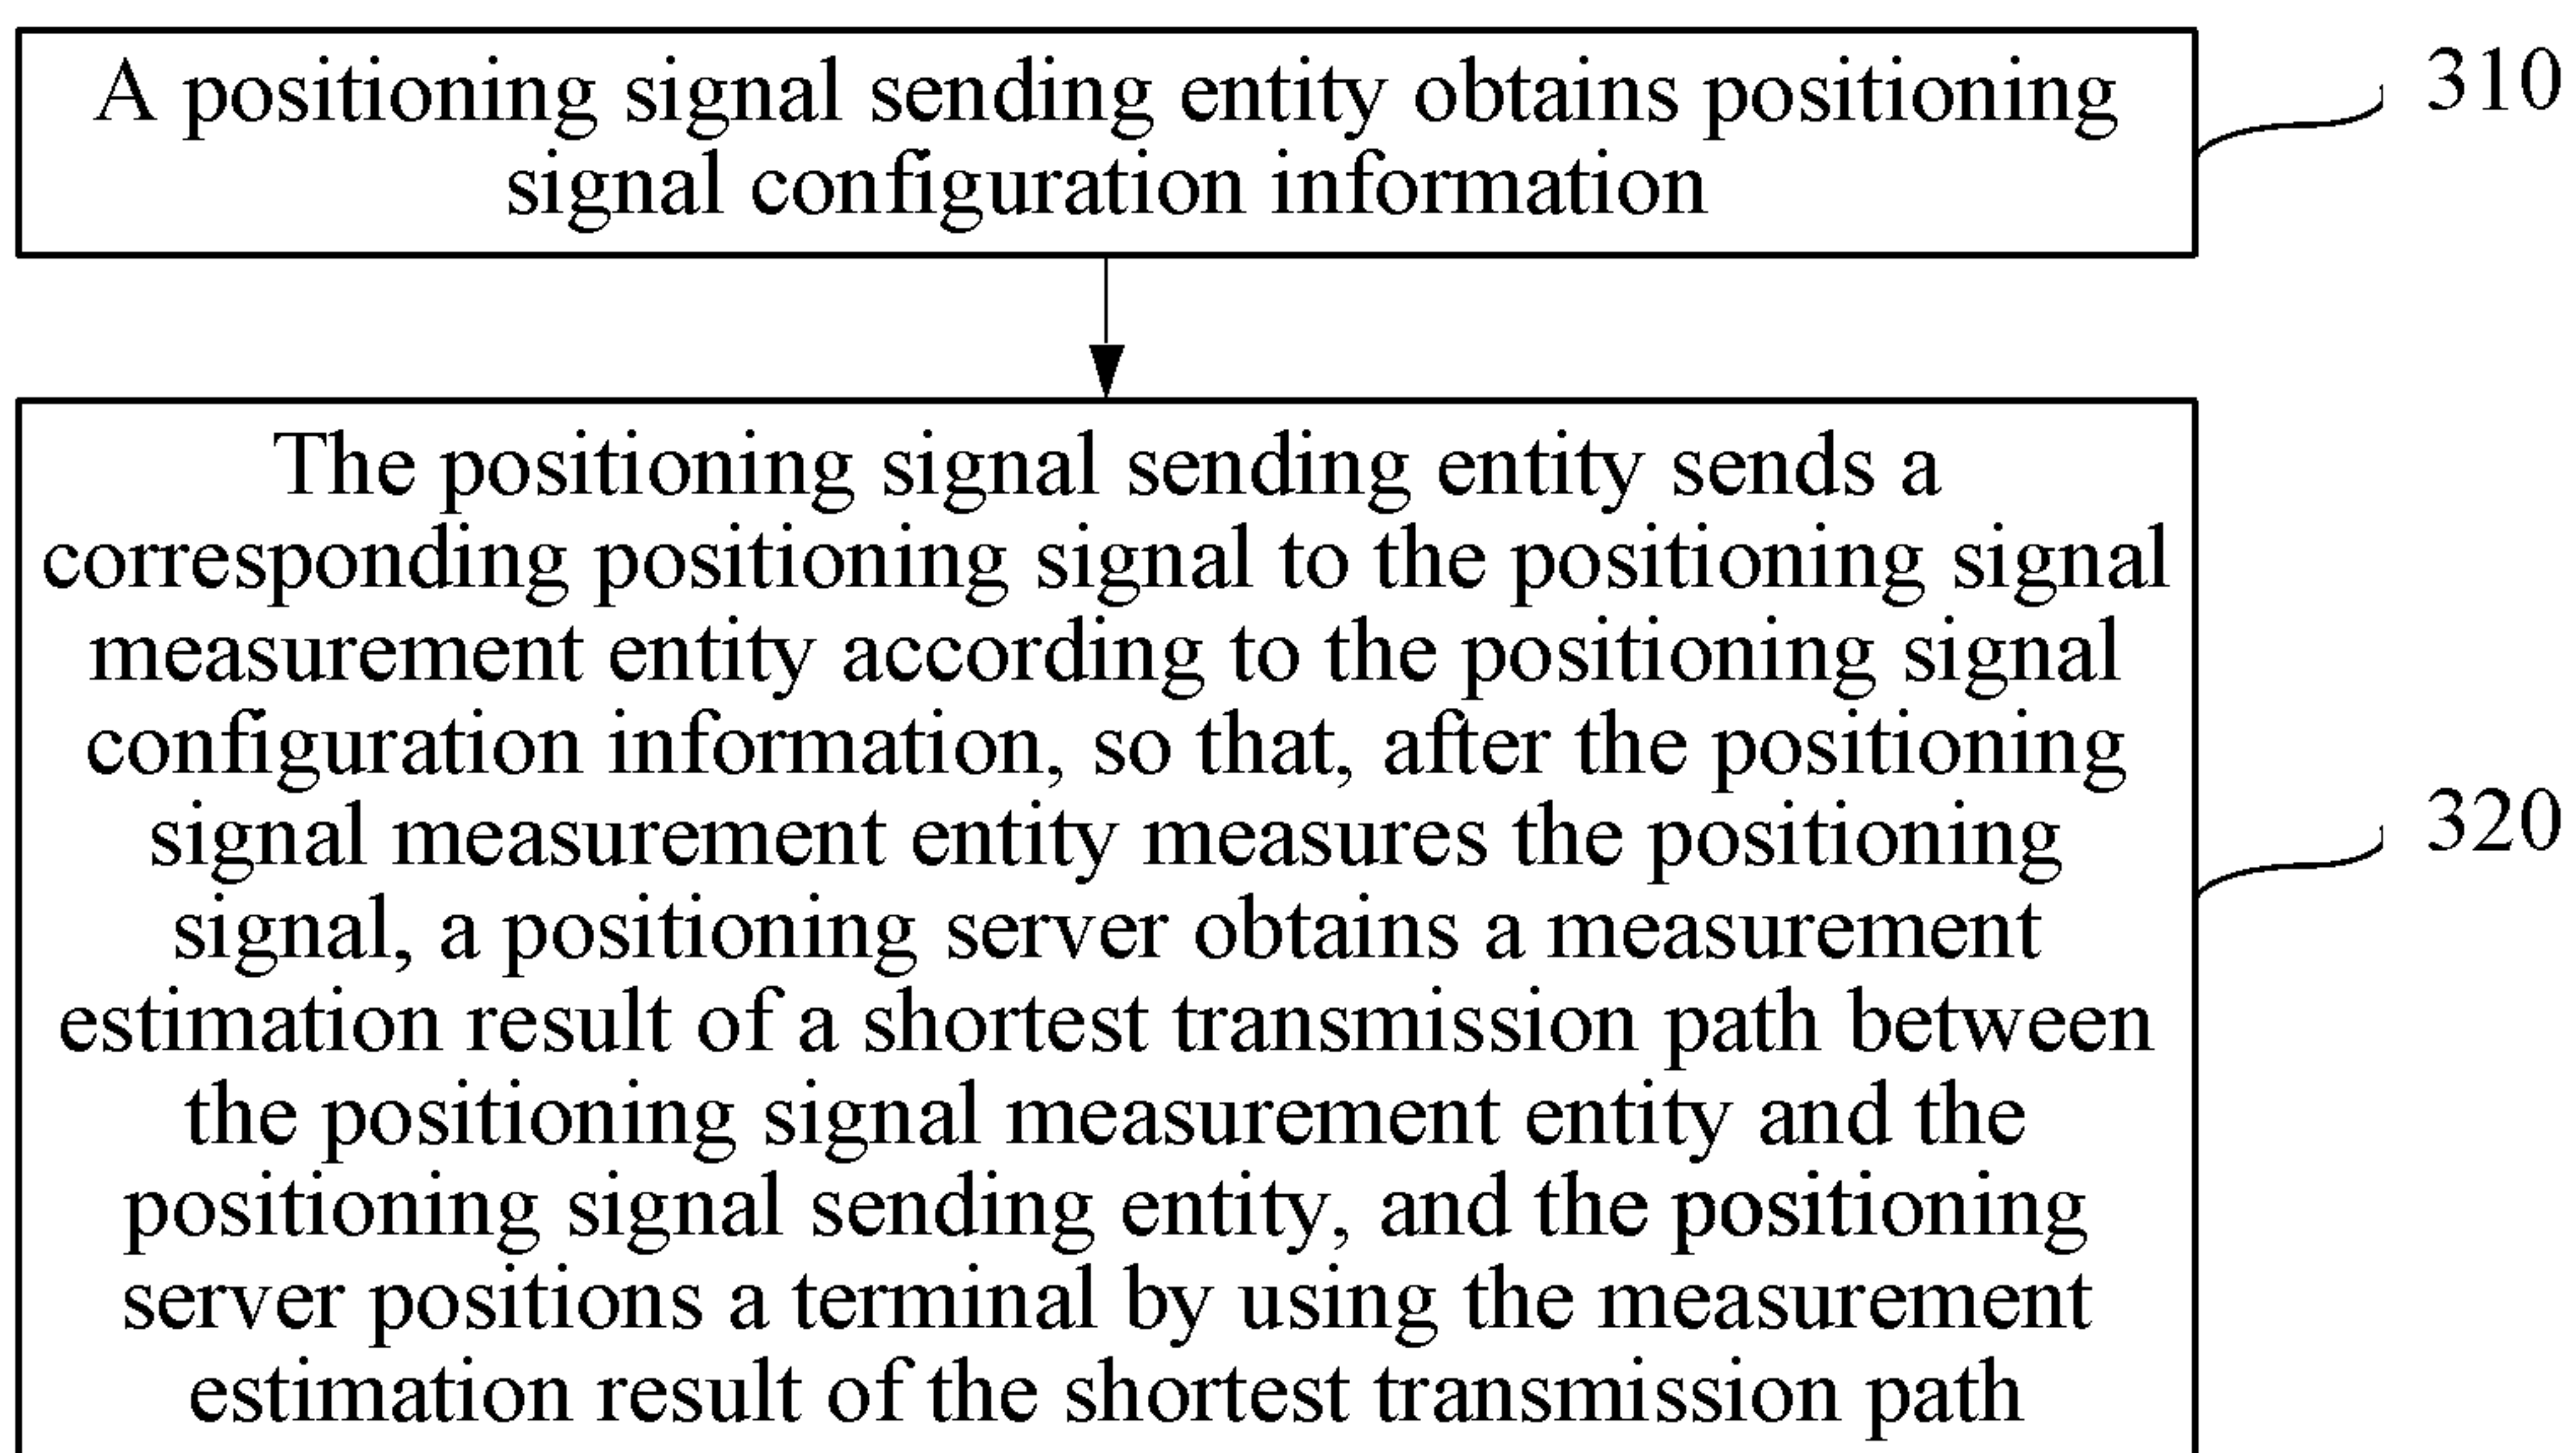 A positioning signal sending entity obtains positioning
signal configuration information
310
The positioning signal sending entity sends a
corresponding positioning signal to the positioning signal
measurement entity according to the positioning signal
configuration information, so that, after the positioning
signal measurement entity measures the positioning
signal, a positioning server obtains a measurement
estimation result of a shortest transmission path between
the positioning signal measurement entity and the
positioning signal sending entity, and the positioning
server positions a terminal by using the measurement
estimation result of the shortest transmission path
320